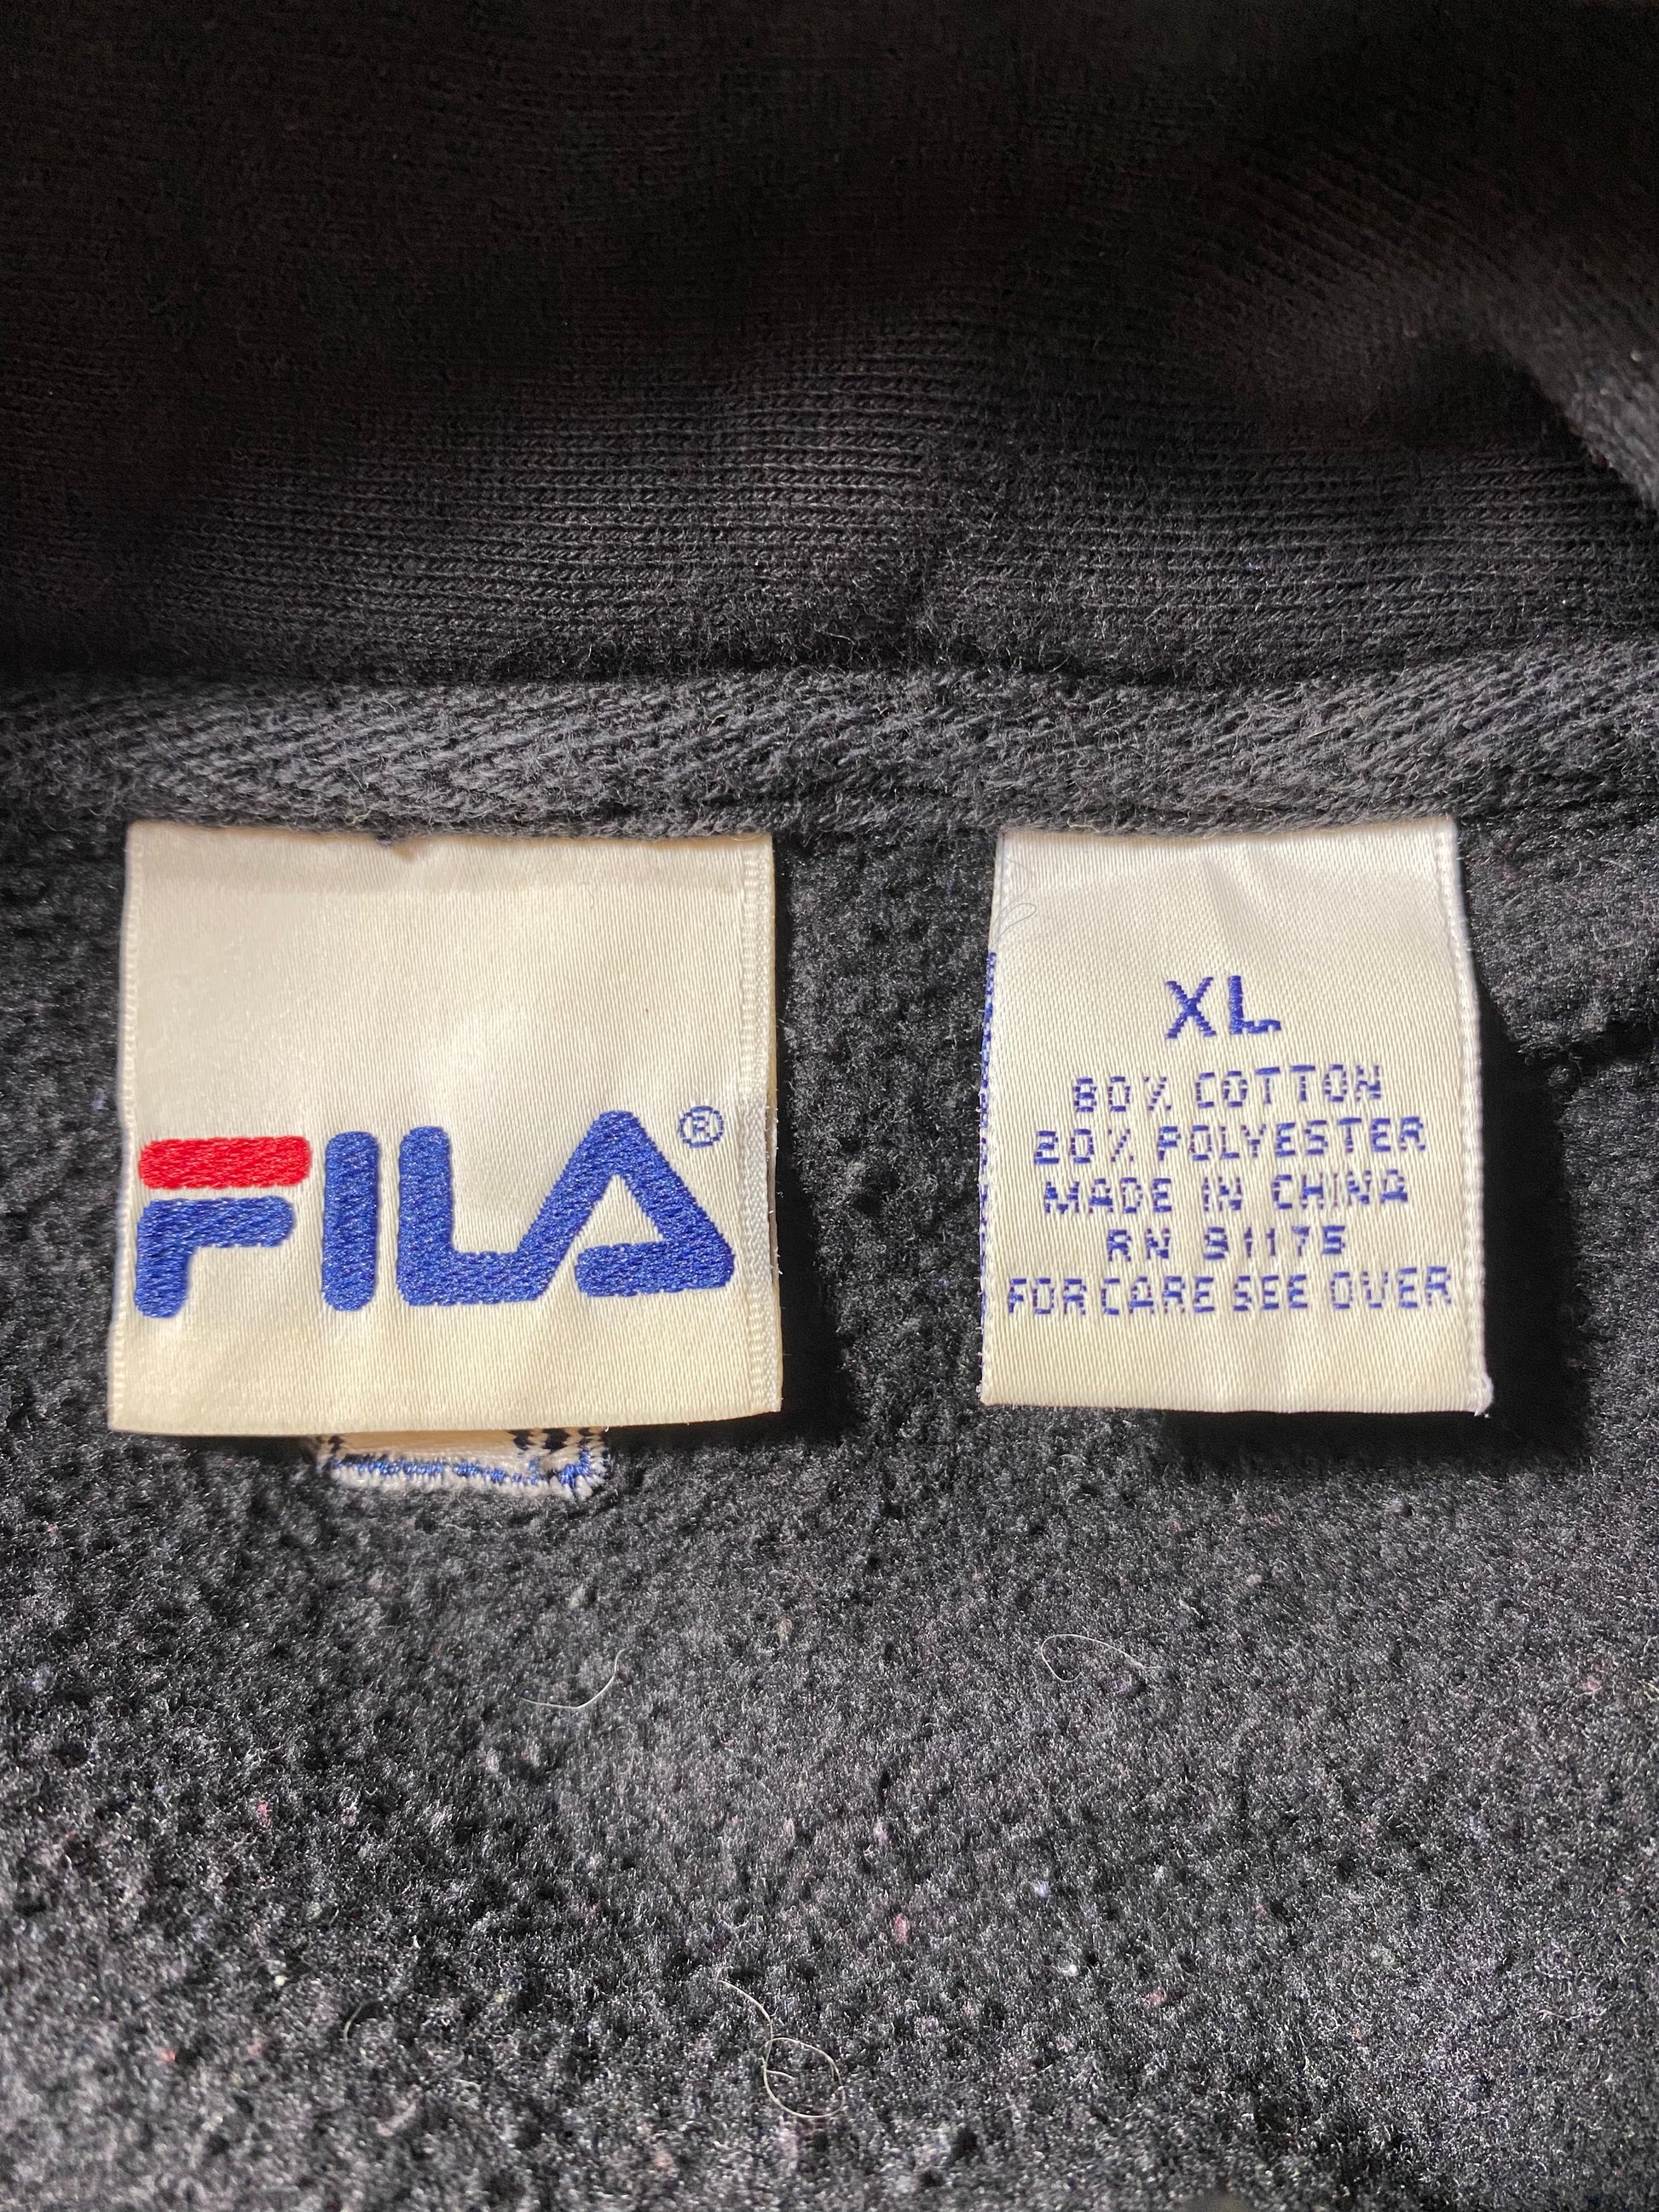 FILA®
XL
80% COTTON
20% POLYESTER
MADE IN CHINA
RN 91175
FOR CARE SEE OVER